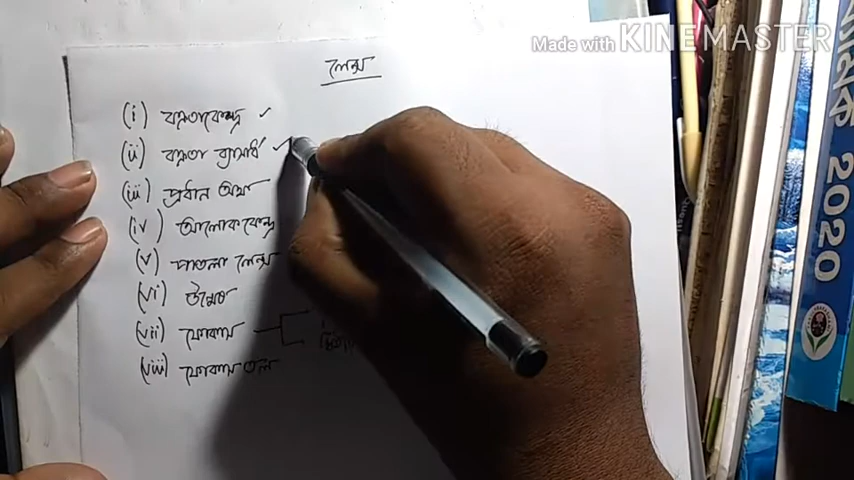 Made with KINEMASTER
লেন্স
(i) বক্রতাকেন্দ্র ✓
(ii) বক্রতা ব্যাসার্ধ ✓
(iii) প্রধান অক্ষ
(iv) আলোককেন্দ্র
(v) পাতলা লেন্স
(vi) উন্মেষ
(vii) ফোকাস
(viii) ফোকাস তল
2022
2020